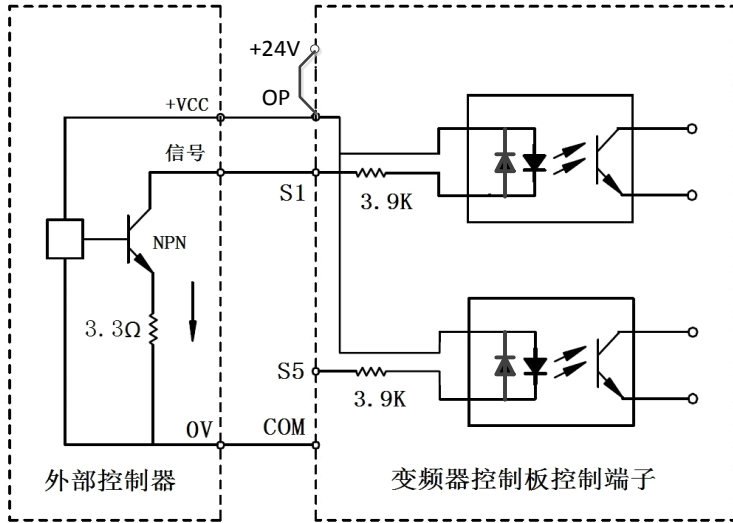 +24V
OP
+VCC
信号
S1
3.9K
NPN
3.3Ω
S5
3.9K
0V
COM
外部控制器
变频器控制板控制端子